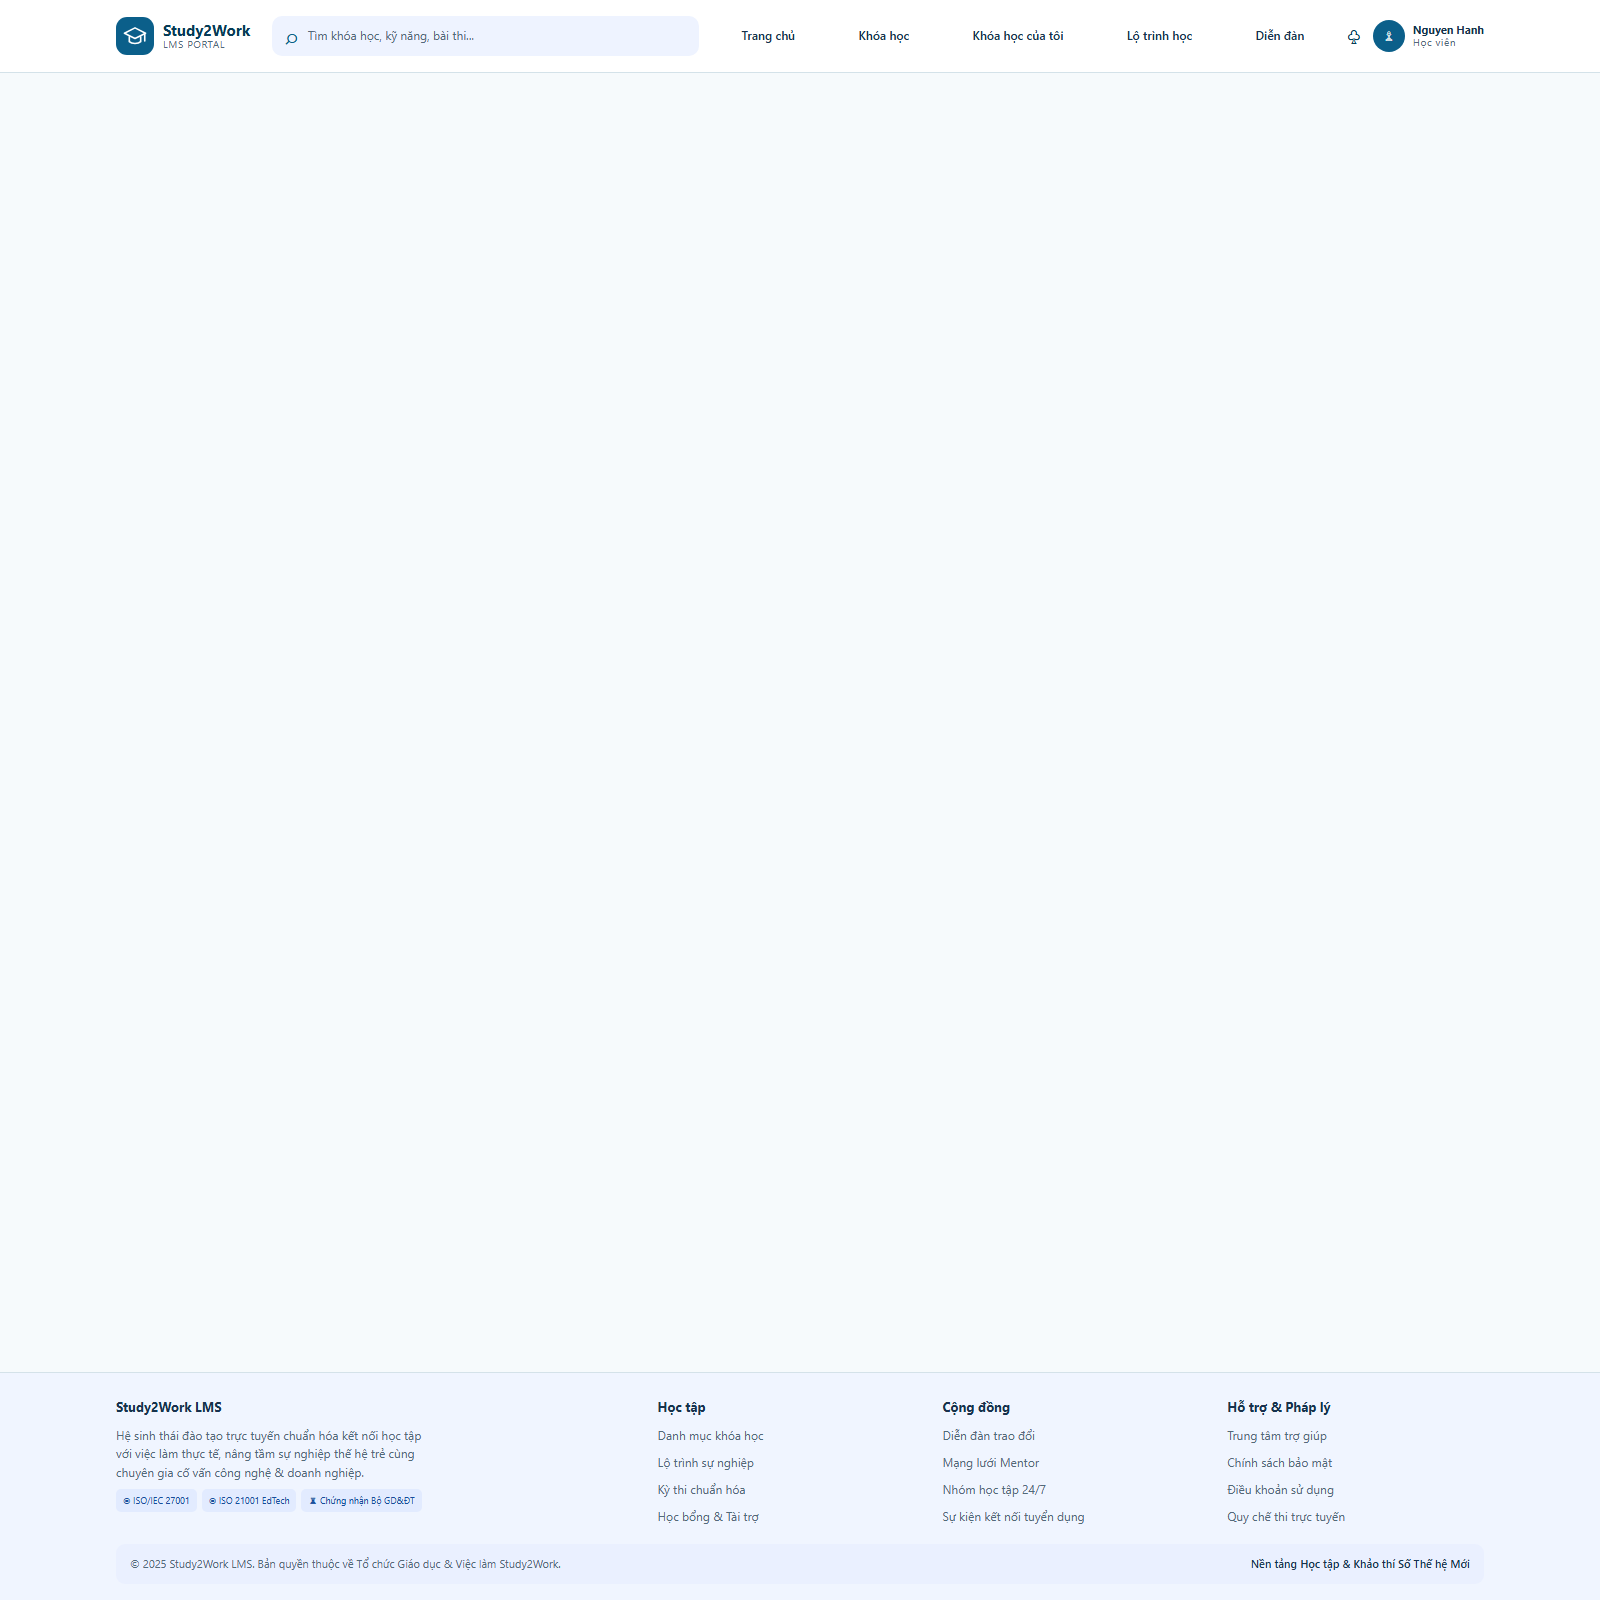 Study2Work
LMS PORTAL
Tìm khóa học, kỹ năng, bài thi...
Trang chủ
Khóa học
Khóa học của tôi
Lộ trình học
Diễn đàn
Nguyen Hanh
Học viên
Study2Work LMS
Hệ sinh thái đào tạo trực tuyến chuẩn hóa kết nối học tập
với việc làm thực tế, nâng tầm sự nghiệp thế hệ trẻ cùng
chuyên gia cố vấn công nghệ & doanh nghiệp.
ISO/IEC 27001
ISO 21001 EdTech
Chứng nhận Bộ GD&ĐT
Học tập
Danh mục khóa học
Lộ trình sự nghiệp
Kỳ thi chuẩn hóa
Học bổng & Tài trợ
Cộng đồng
Diễn đàn trao đổi
Mạng lưới Mentor
Nhóm học tập 24/7
Sự kiện kết nối tuyển dụng
Hỗ trợ & Pháp lý
Trung tâm trợ giúp
Chính sách bảo mật
Điều khoản sử dụng
Quy chế thi trực tuyến
© 2025 Study2Work LMS. Bản quyền thuộc về Tổ chức Giáo dục & Việc làm Study2Work.
Nền tảng Học tập & Khảo thí Số Thế hệ Mới